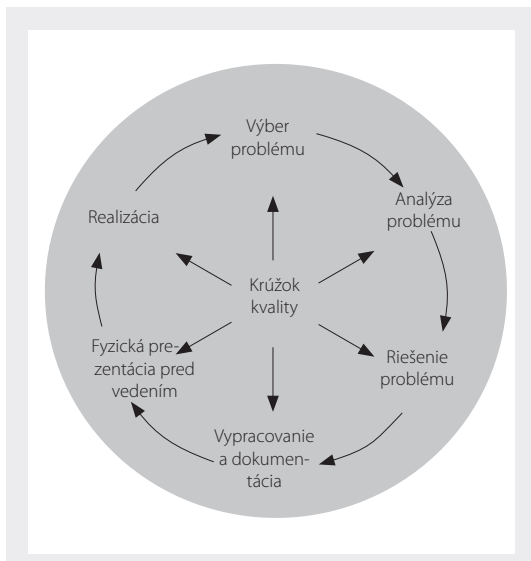 Výber
problému
Analýza
problému
Realizácia
Krúžok
kvality
Fyzická pre-
zentácia pred
vedením
Riešenie
problému
Vypracovanie
a dokumen-
tácia